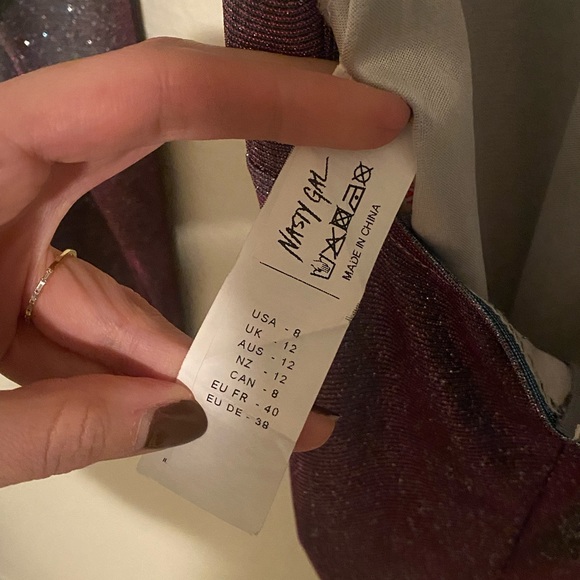 NASTY GAL
MADE IN CHINA
USA - 8
UK - 12
AUS - 12
NZ - 12
CAN - 8
EU FR - 40
EU DE - 38